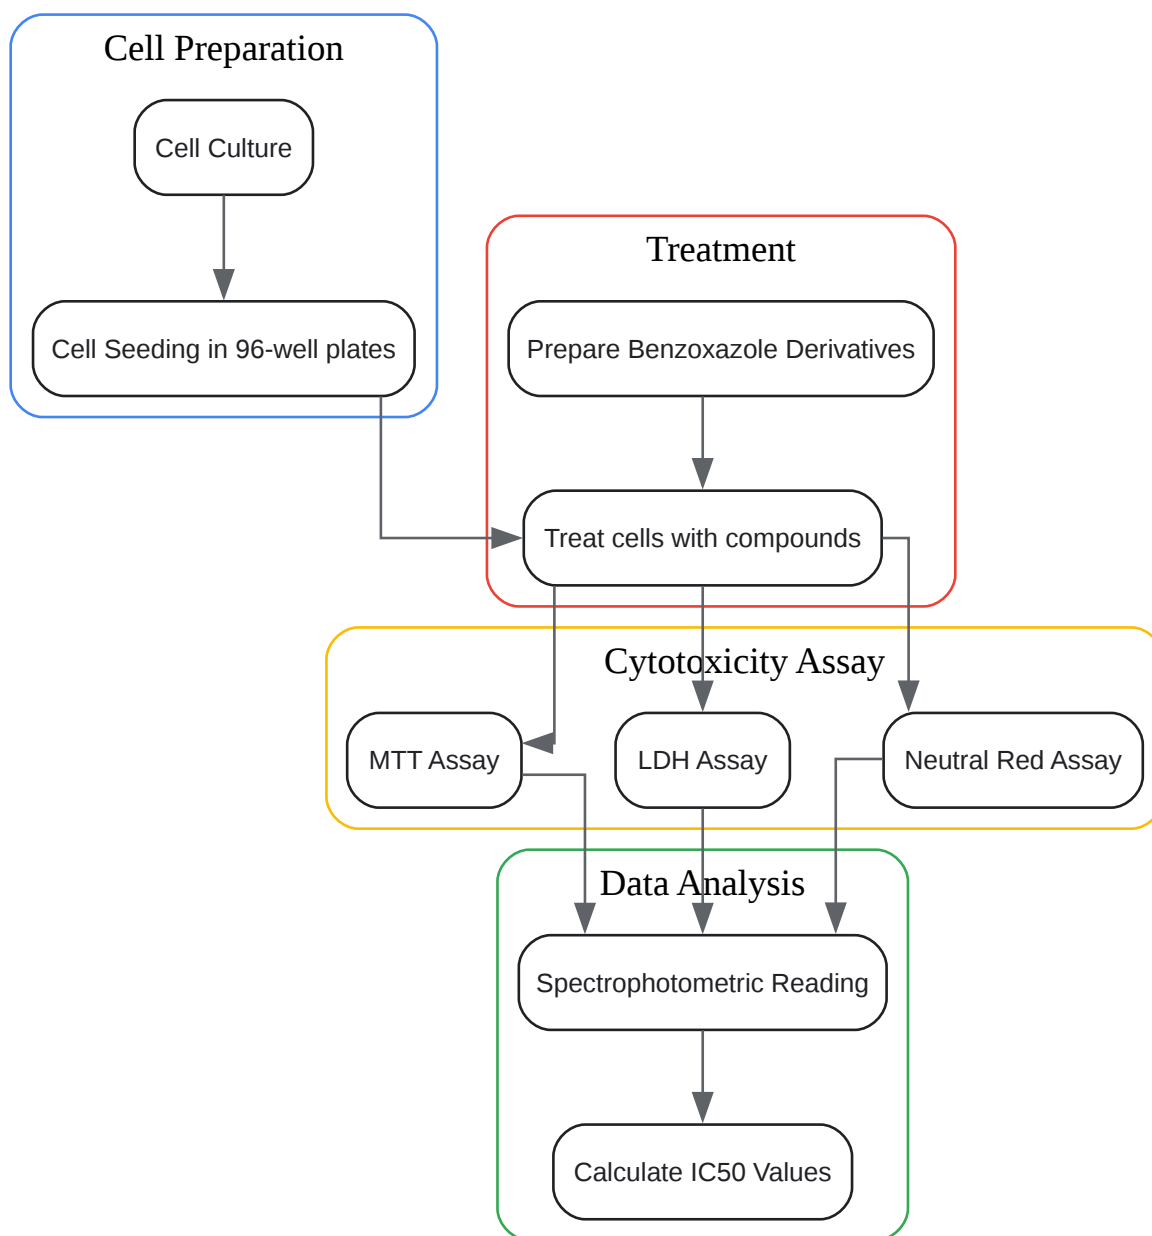 Cell Preparation
Cell Culture
Cell Seeding in 96-well plates
Treatment
Prepare Benzoxazole Derivatives
Treat cells with compounds
Cytotoxicity Assay
MTT Assay
LDH Assay
Neutral Red Assay
Data Analysis
Spectrophotometric Reading
Calculate IC50 Values